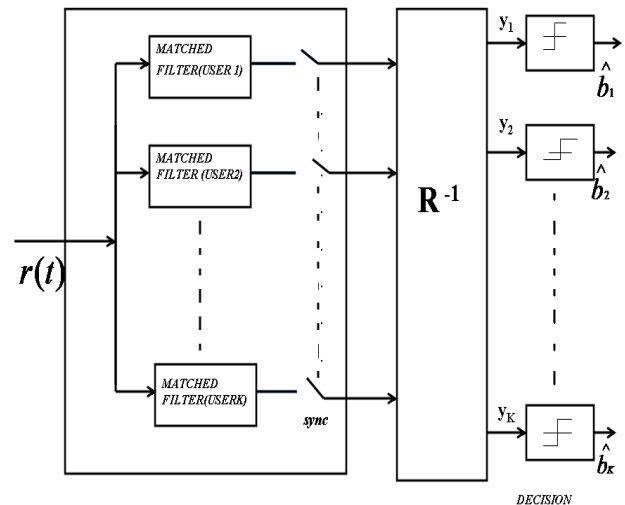 MATCHED
FILTER(USER 1)
y1
b̂1
MATCHED
FILTER (USER2)
y2
b̂2
R-1
r(t)
MATCHED
FILTER(USERK)
sync
yK
b̂K
DECISION